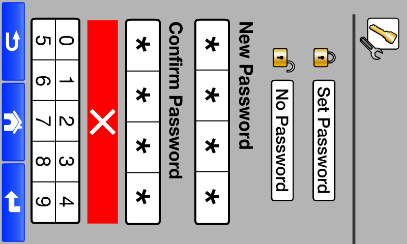 Set Password
No Password
New Password
* * * *
Confirm Password
* * * *
0 1 2 3 4
5 6 7 8 9